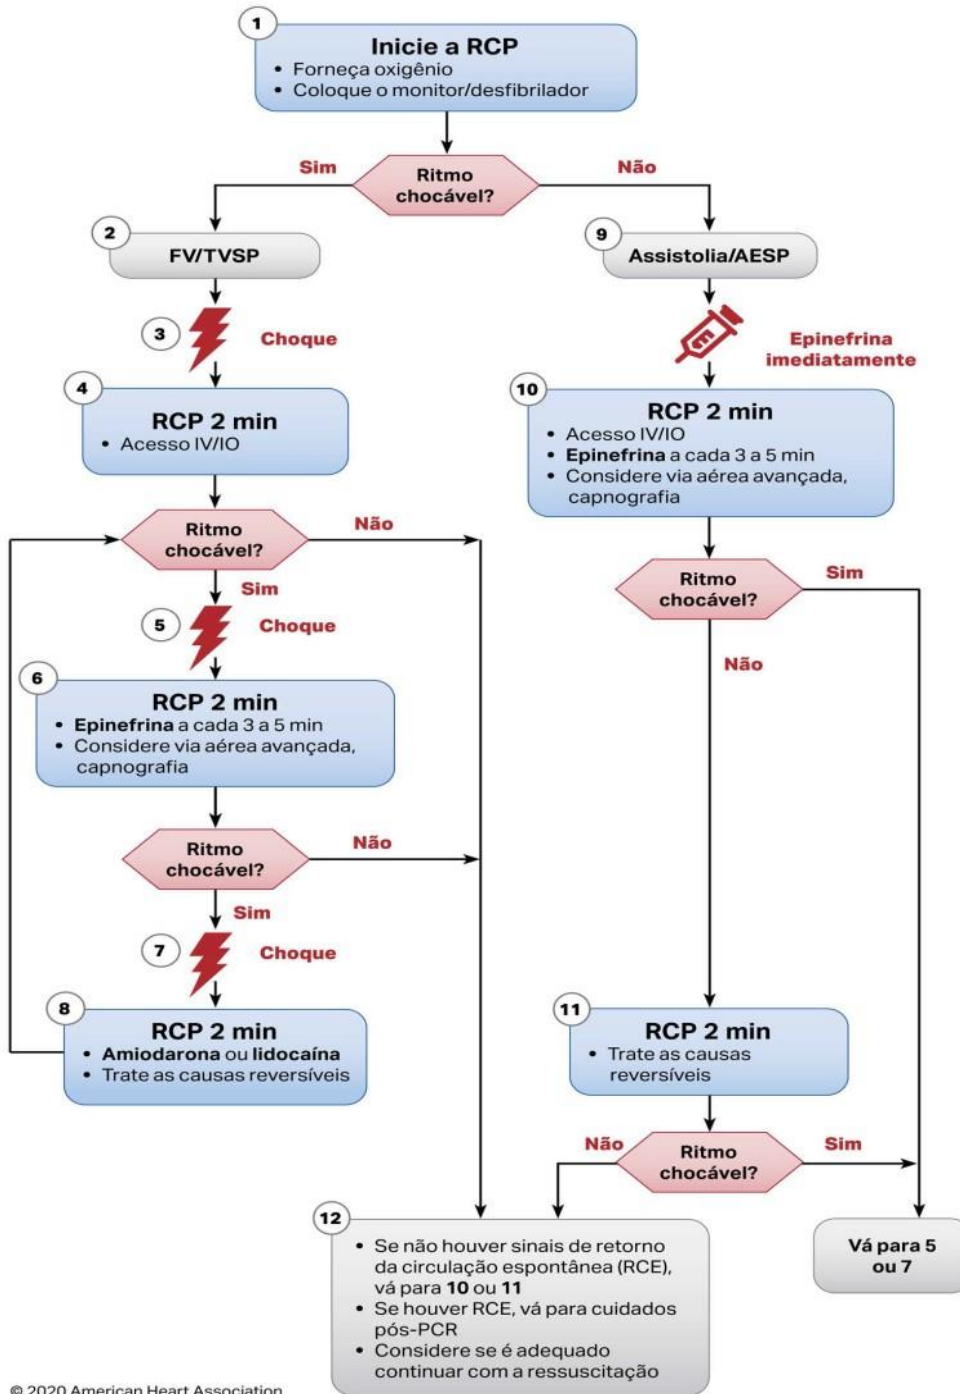 1
Inicie a RCP
• Forneça oxigênio
• Coloque o monitor/desfibrilador
Sim
Ritmo
chocável?
Não
2
FV/TVSP
9
Assistolia/AESP
3
Choque
Epinefrina
imediatamente
4
RCP 2 min
• Acesso IV/IO
10
RCP 2 min
• Acesso IV/IO
• Epinefrina a cada 3 a 5 min
• Considere via aérea avançada,
capnografia
Ritmo
chocável?
Não
Sim
Ritmo
chocável?
Sim
Não
5
Choque
6
RCP 2 min
• Epinefrina a cada 3 a 5 min
• Considere via aérea avançada,
capnografia
Ritmo
chocável?
Não
Sim
7
Choque
8
RCP 2 min
• Amiodarona ou lidocaína
• Trate as causas reversíveis
11
RCP 2 min
• Trate as causas
reversíveis
Não
Ritmo
chocável?
Sim
12
• Se não houver sinais de retorno
da circulação espontânea (RCE),
vá para 10 ou 11
• Se houver RCE, vá para cuidados
pós-PCR
• Considere se é adequado
continuar com a ressuscitação
Vá para 5
ou 7
© 2020 American Heart Association